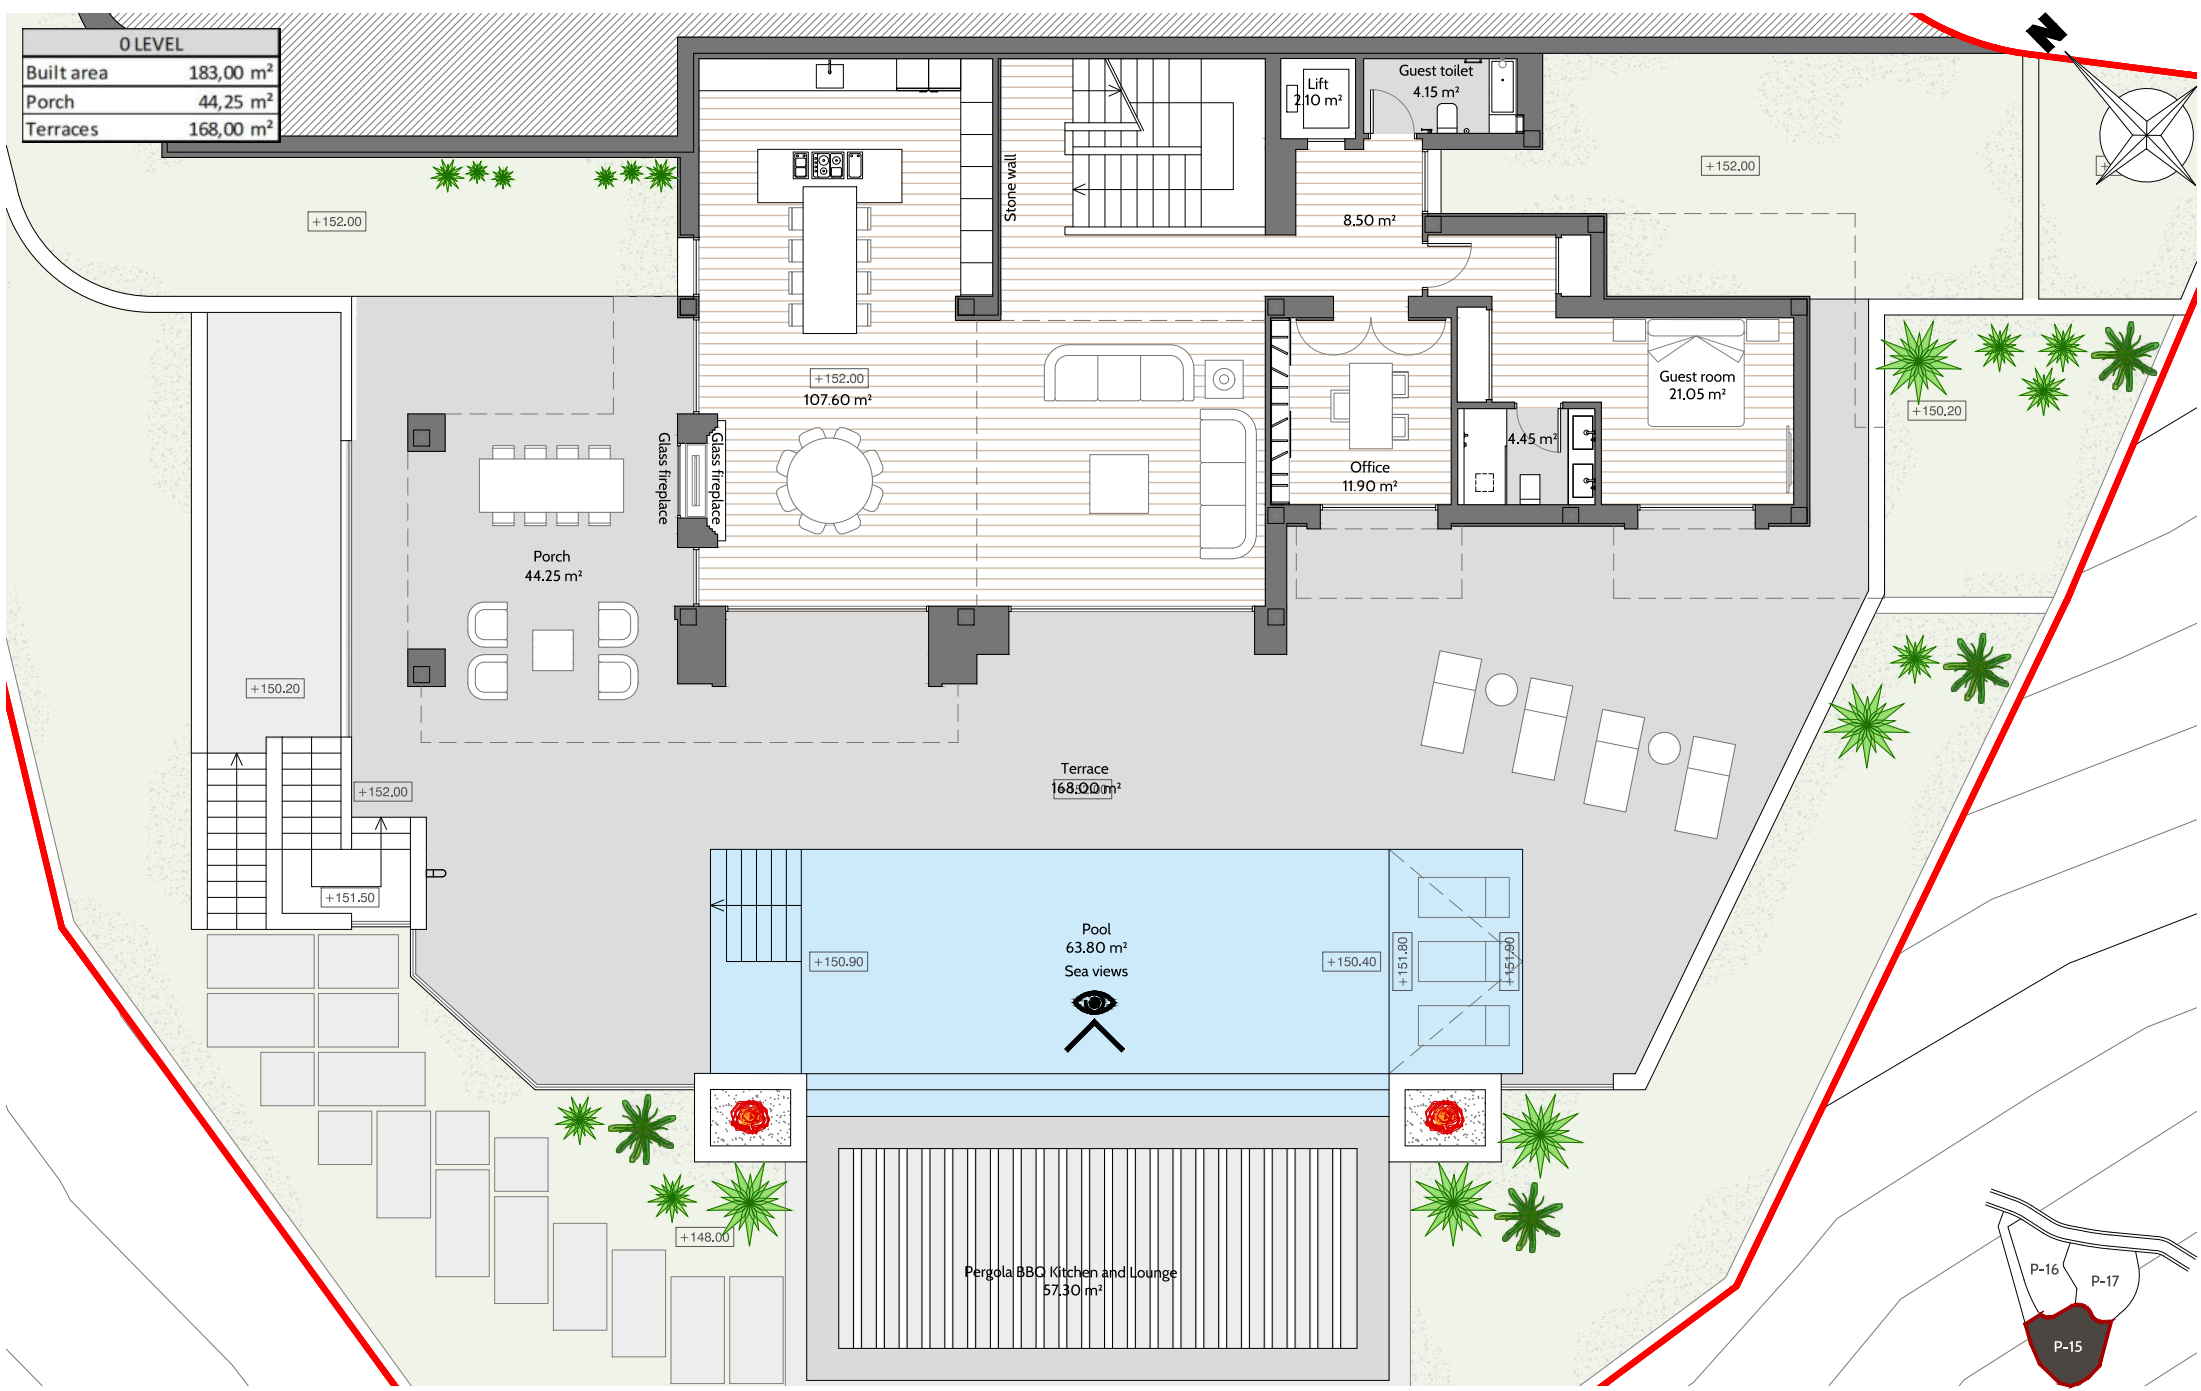 0 LEVEL
Built area 183,00 m²
Porch 44,25 m²
Terraces 168,00 m²
N
Lift
2.10 m²
Guest toilet
4.15 m²
Stone wall
+152.00
+152.00
8.50 m²
+152.00
107.60 m²
Guest room
21.05 m²
+150.20
4.45 m²
Office
11.90 m²
Glass fireplace
Glass fireplace
Porch
44.25 m²
+150.20
+152.00
Terrace
168.00 m²
+151.50
Pool
63.80 m²
Sea views
+150.90
+150.40
+151.80
+151.90
+148.00
Pergola BBQ Kitchen and Lounge
57.30 m²
P-16
P-17
P-15